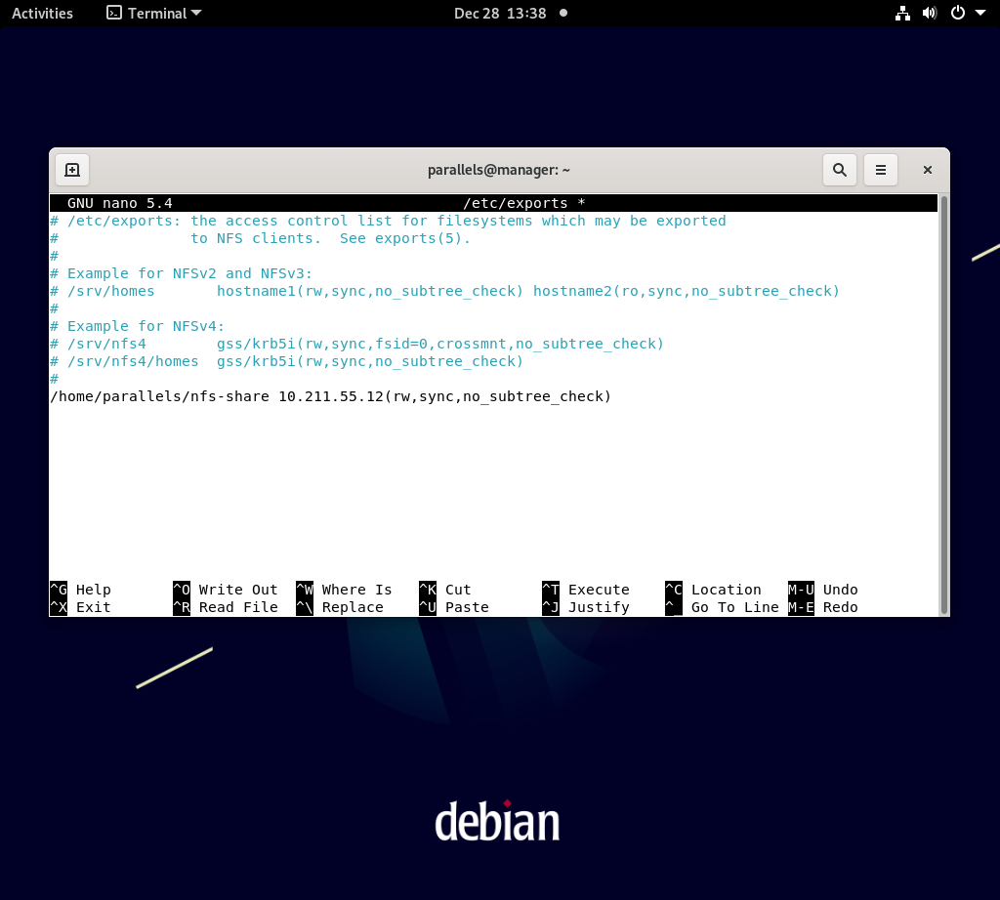 Activities Terminal Dec 28 13:38
parallels@manager: ~
GNU nano 5.4 /etc/exports *
# /etc/exports: the access control list for filesystems which may be exported
#               to NFS clients.  See exports(5).
#
# Example for NFSv2 and NFSv3:
# /srv/homes       hostname1(rw,sync,no_subtree_check) hostname2(ro,sync,no_subtree_check)
#
# Example for NFSv4:
# /srv/nfs4        gss/krb5i(rw,sync,fsid=0,crossmnt,no_subtree_check)
# /srv/nfs4/homes  gss/krb5i(rw,sync,no_subtree_check)
#
/home/parallels/nfs-share 10.211.55.12(rw,sync,no_subtree_check)
^G Help ^O Write Out ^W Where Is ^K Cut ^T Execute ^C Location M-U Undo
^X Exit ^R Read File ^\ Replace ^U Paste ^J Justify ^_ Go To Line M-E Redo
debian